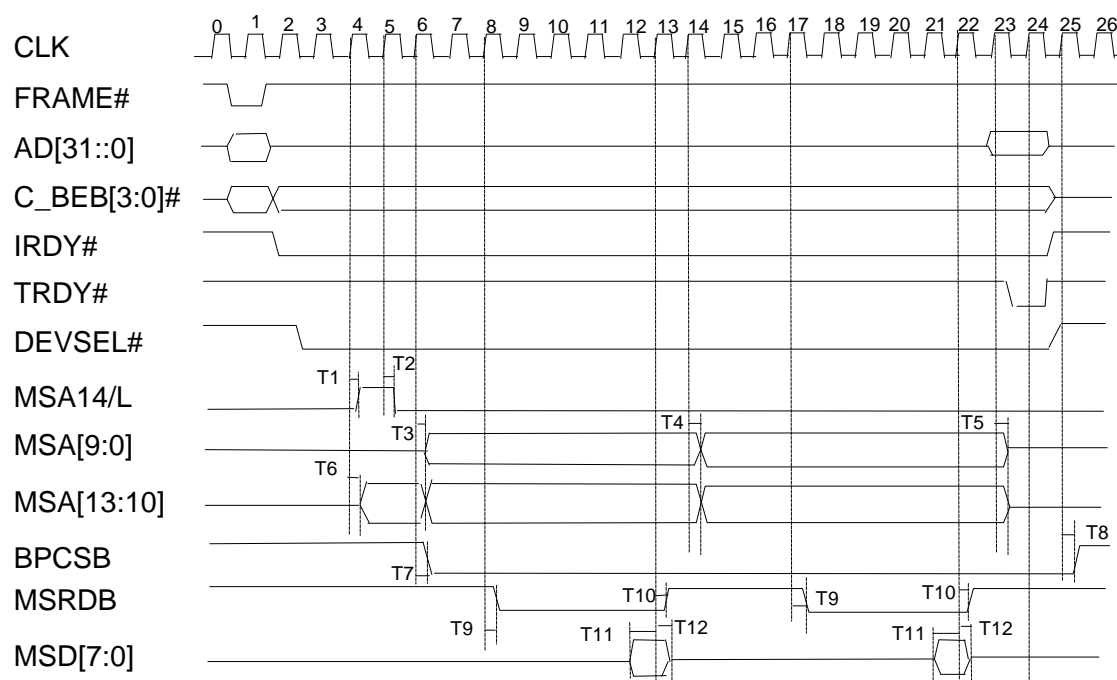 0 1 2 3 4 5 6 7 8 9 10 11 12 13 14 15 16 17 18 19 20 21 22 23 24 25 26
CLK
FRAME#
AD[31::0]
C_BEB[3:0]#
IRDY#
TRDY#
DEVSEL#
T1 T2
MSA14/L
T3 T4 T5
MSA[9:0]
T6
MSA[13:10]
T8
BPCSB
T7
MSRDB
T10 T9 T10
T9 T11 T12 T11 T12
MSD[7:0]